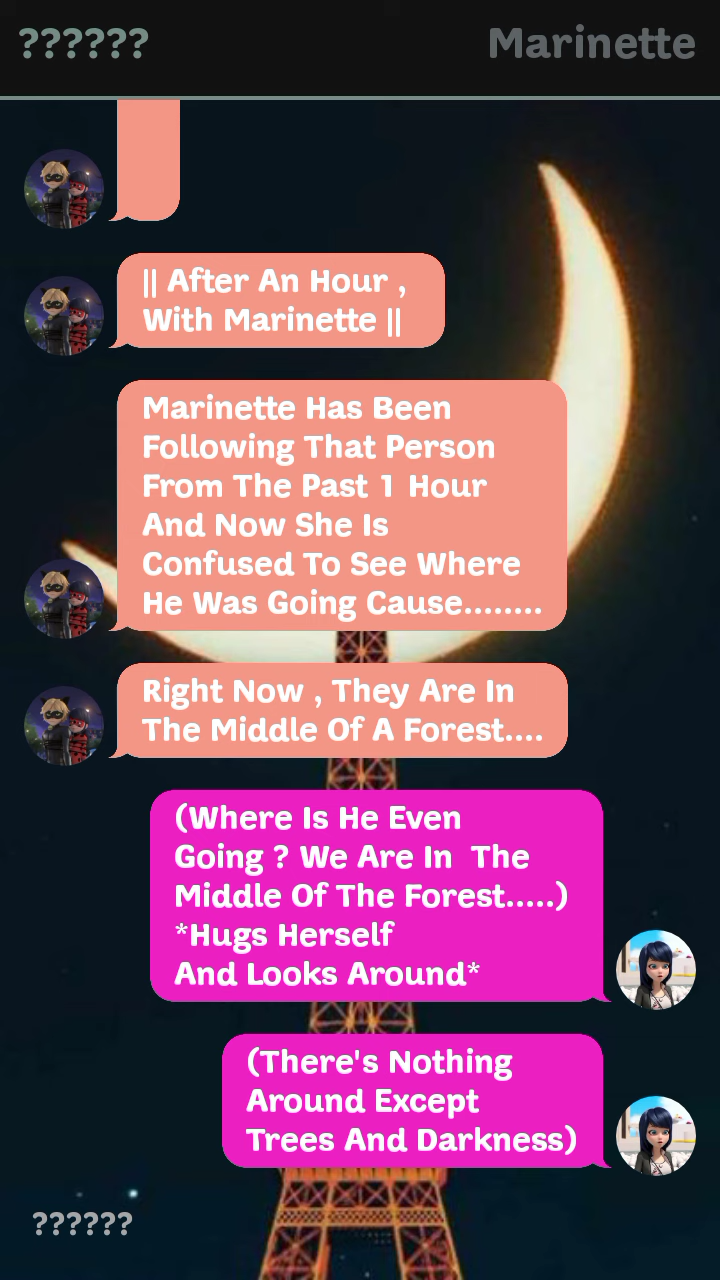 ??????
Marinette
|| After An Hour ,
With Marinette ||
Marinette Has Been
Following That Person
From The Past 1 Hour
And Now She Is
Confused To See Where
He Was Going Cause........
Right Now , They Are In
The Middle Of A Forest....
(Where Is He Even
Going ? We Are In  The
Middle Of The Forest.....)
*Hugs Herself
And Looks Around*
(There's Nothing
Around Except
Trees And Darkness)
??????